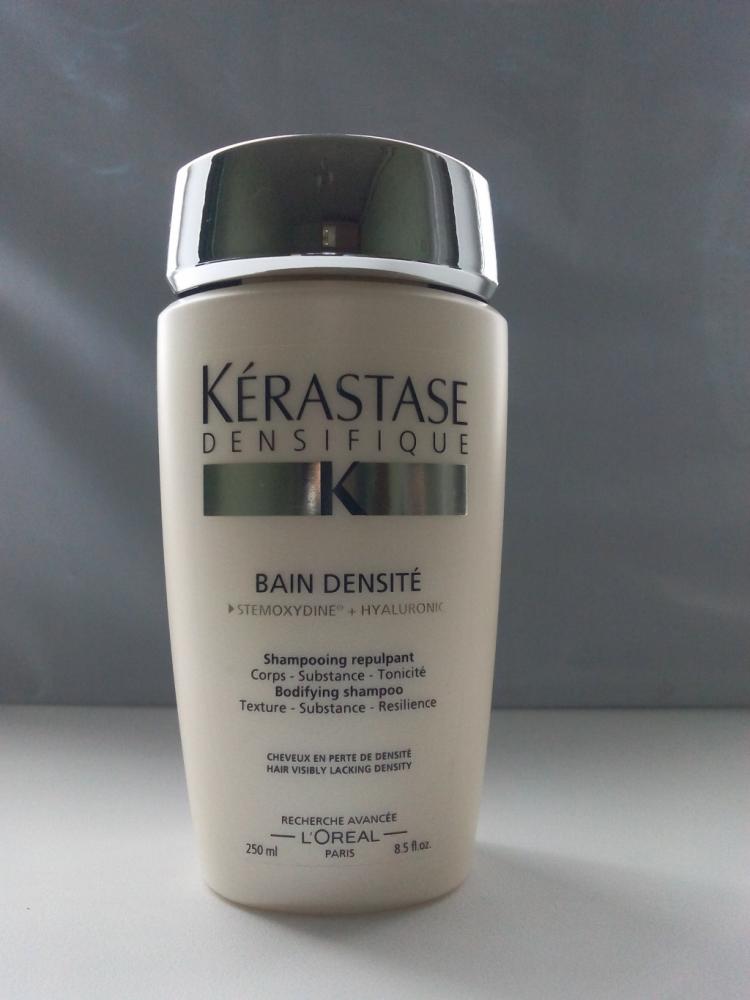 KÉRASTASE
DENSIFIQUE
K
BAIN DENSITÉ
STEMOXYDINE® + HYALURONIC
Shampooing repulpant
Corps - Substance - Tonicité
Bodifying shampoo
Texture - Substance - Resilience
CHEVEUX EN PERTE DE DENSITÉ
HAIR VISIBLY LACKING DENSITY
RECHERCHE AVANCÉE
L'ORÉAL
250 ml PARIS 8.5 fl.oz.